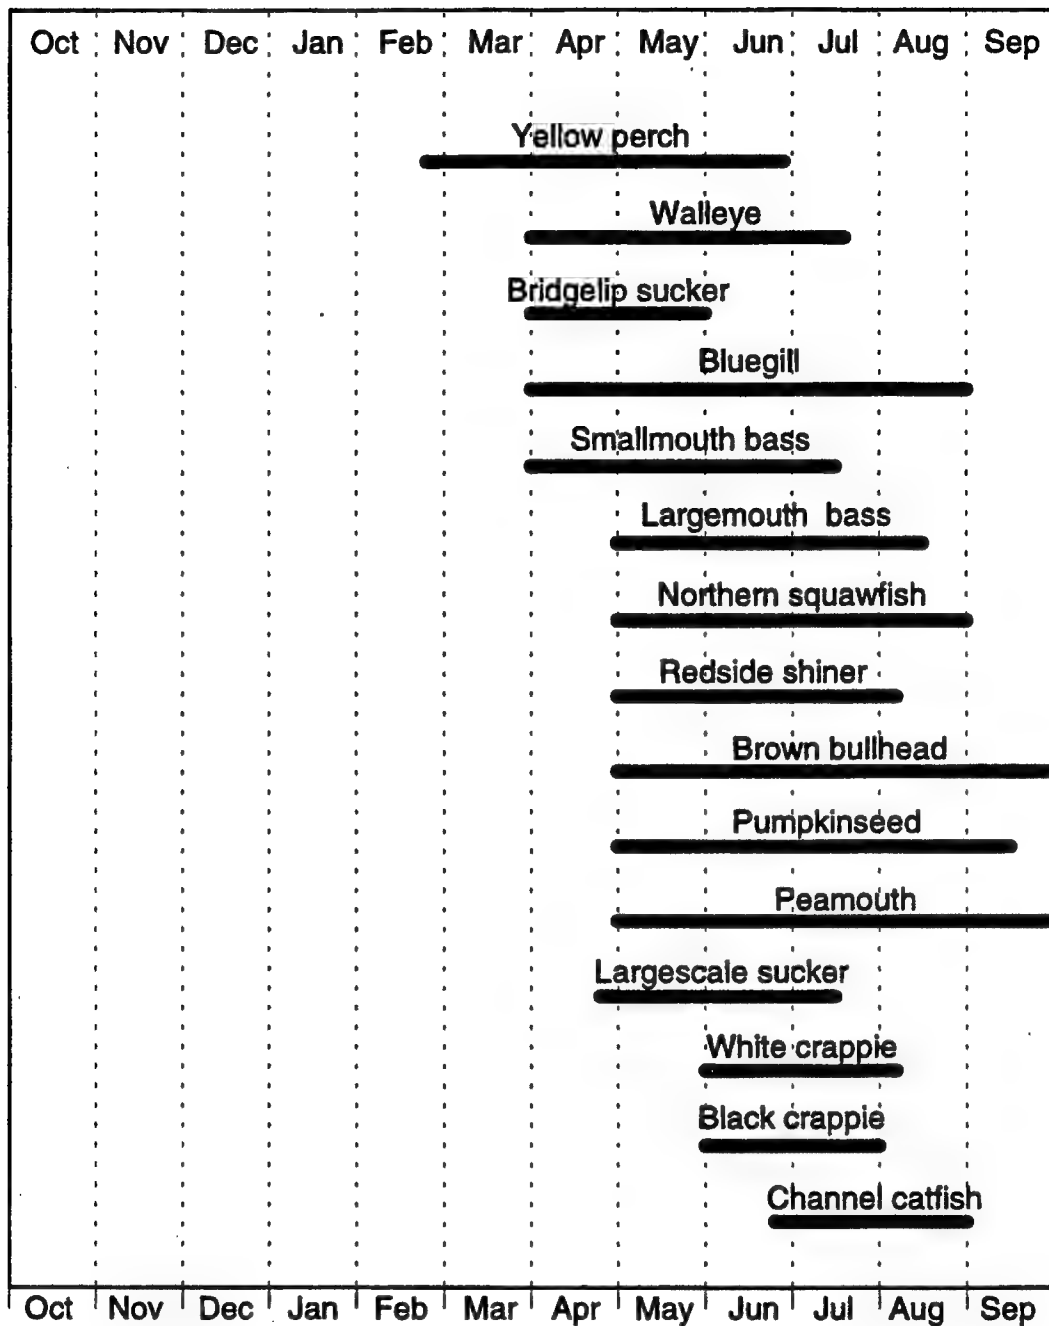 Oct Nov Dec Jan Feb Mar Apr May Jun Jul Aug Sep
Yellow perch
Walleye
Bridgelip sucker
Bluegill
Smallmouth bass
Largemouth bass
Northern squawfish
Redside shiner
Brown bullhead
Pumpkinseed
Peamouth
Largescale sucker
White crappie
Black crappie
Channel catfish
Oct Nov Dec Jan Feb Mar Apr May Jun Jul Aug Sep